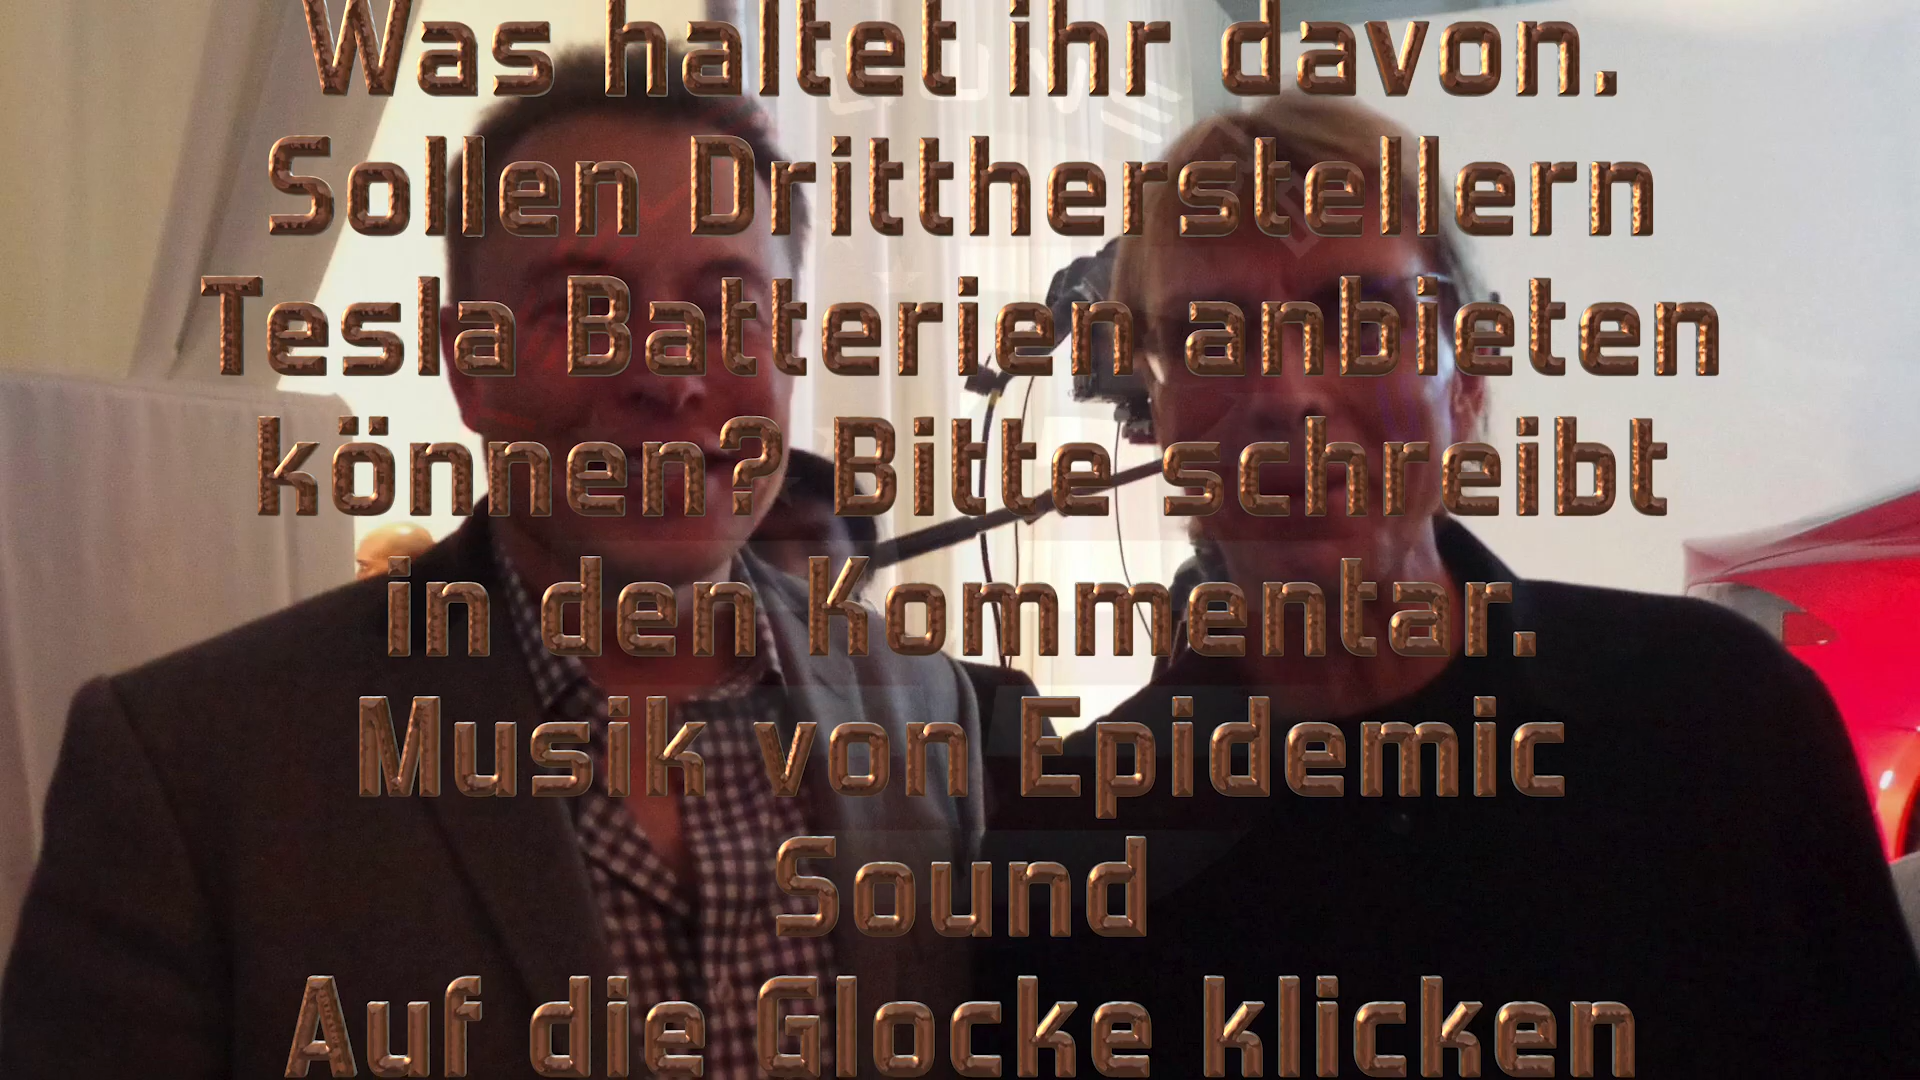 Was haltet ihr davon.
Sollen Drittherstellern
Tesla Batterien anbieten
können? Bitte schreibt
in den Kommentar.
Musik von Epidemic
Sound
Auf die Glocke klicken